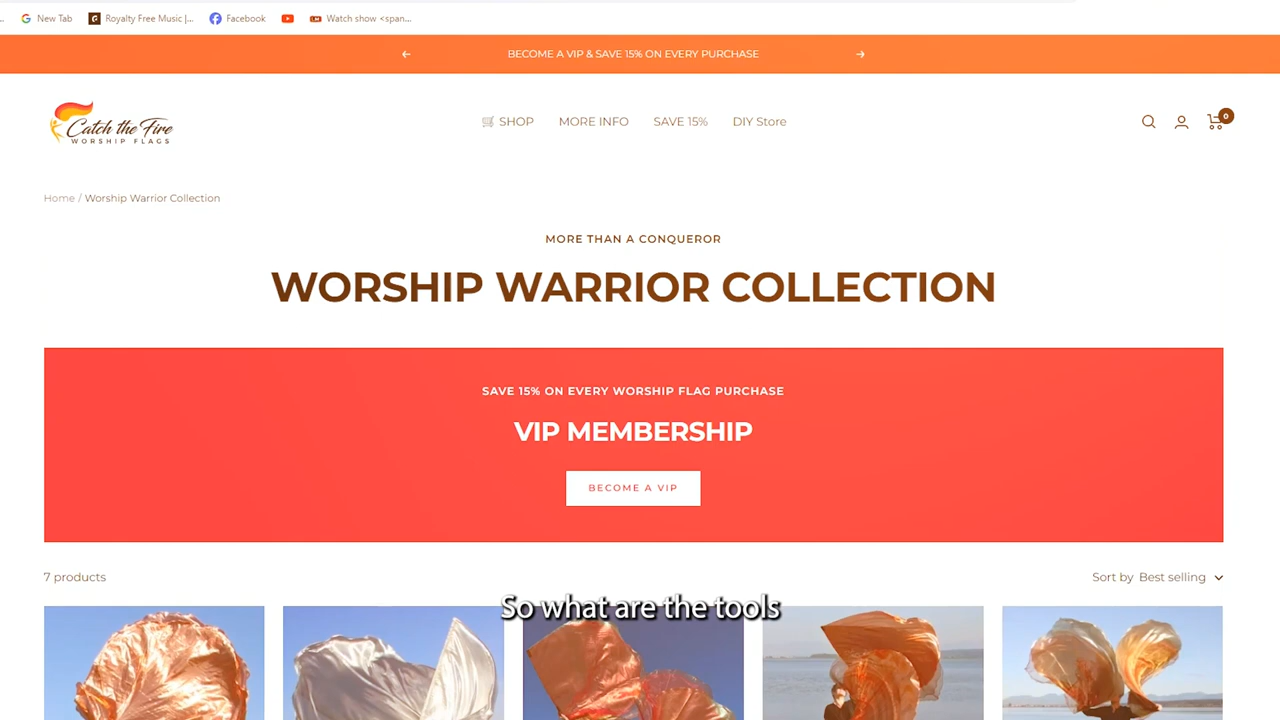 New Tab
Royalty Free Music |...
Facebook
Watch show <span...
BECOME A VIP & SAVE 15% ON EVERY PURCHASE
Catch the Fire
WORSHIP FLAGS
SHOP
MORE INFO
SAVE 15%
DIY Store
0
Home / Worship Warrior Collection
MORE THAN A CONQUEROR
WORSHIP WARRIOR COLLECTION
SAVE 15% ON EVERY WORSHIP FLAG PURCHASE
VIP MEMBERSHIP
BECOME A VIP
7 products
Sort by Best selling
So what are the tools